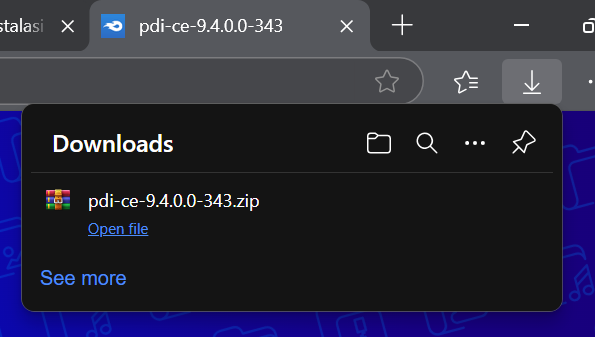 stalasi
pdi-ce-9.4.0.0-343
Downloads
pdi-ce-9.4.0.0-343.zip
Open file
See more